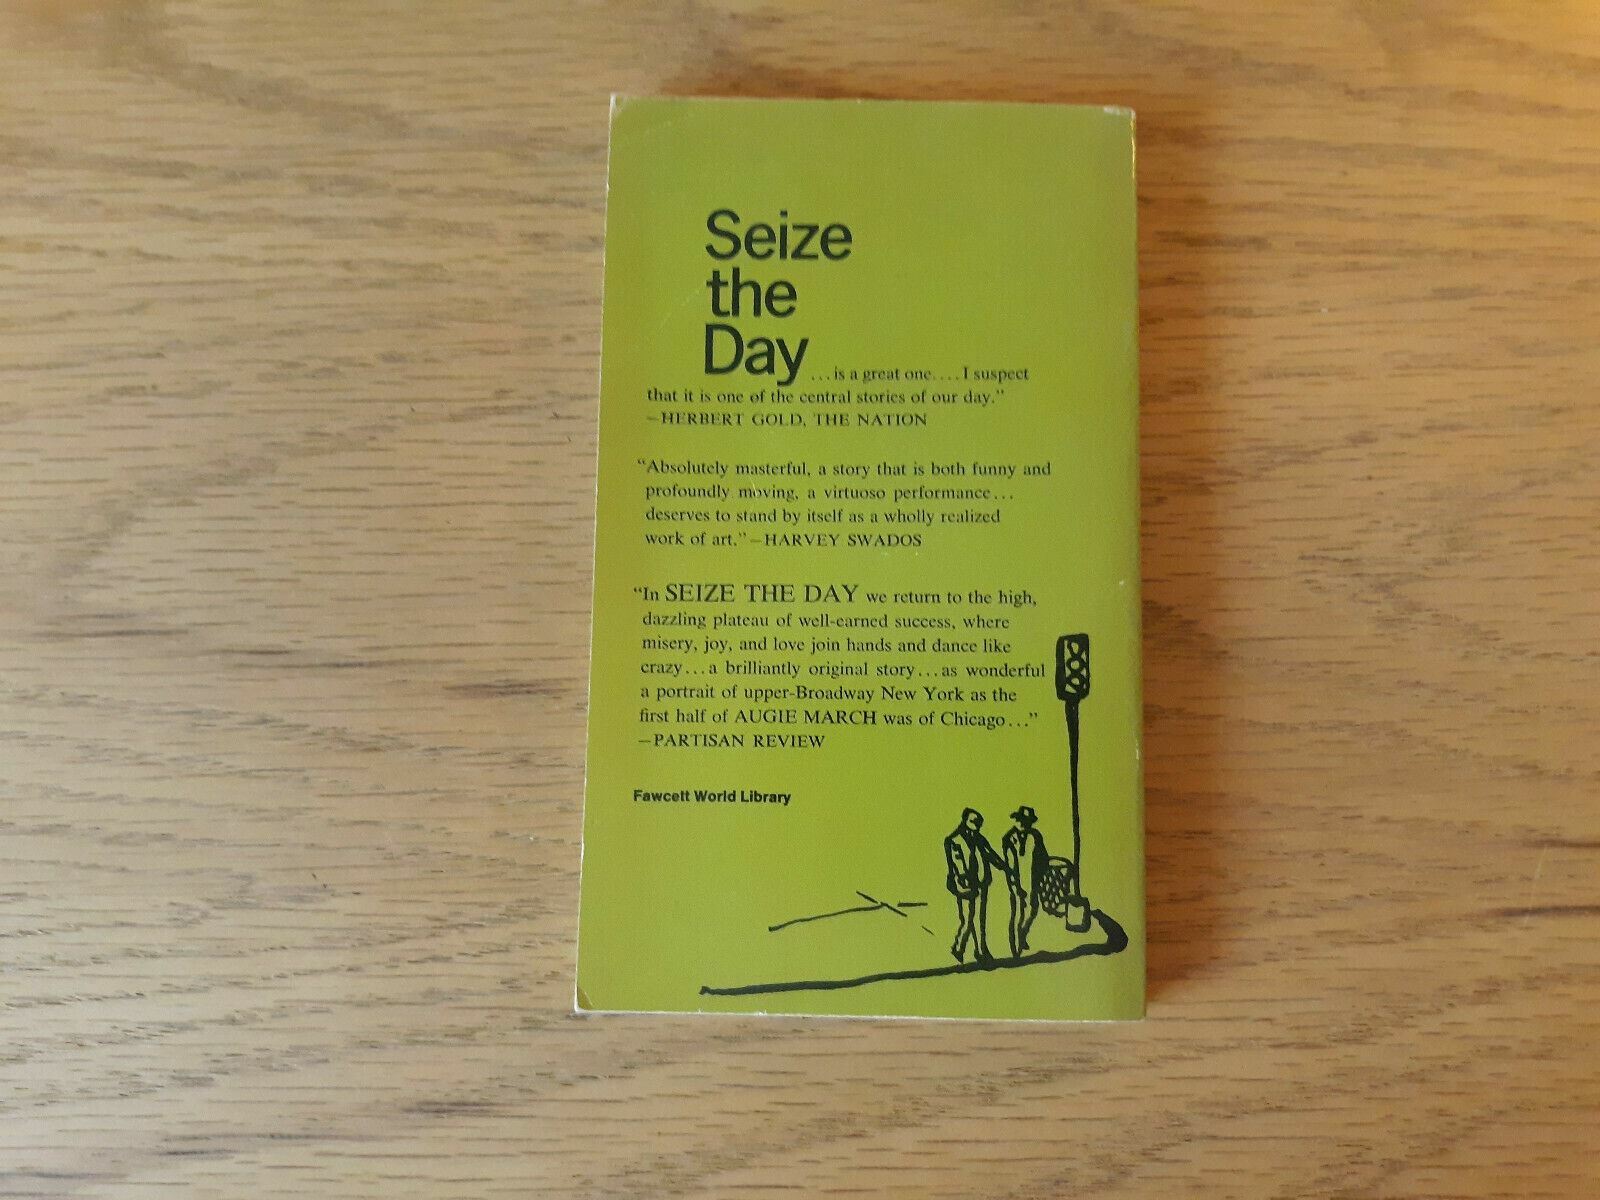 Seize
the
Day ...is a great one....I suspect
that it is one of the central stories of our day."
—HERBERT GOLD, THE NATION
"Absolutely masterful, a story that is both funny and
profoundly moving, a virtuoso performance...
deserves to stand by itself as a wholly realized
work of art."—HARVEY SWADOS
"In SEIZE THE DAY we return to the high,
dazzling plateau of well-earned success, where
misery, joy, and love join hands and dance like
crazy...a brilliantly original story...as wonderful
a portrait of upper-Broadway New York as the
first half of AUGIE MARCH was of Chicago..."
—PARTISAN REVIEW
Fawcett World Library